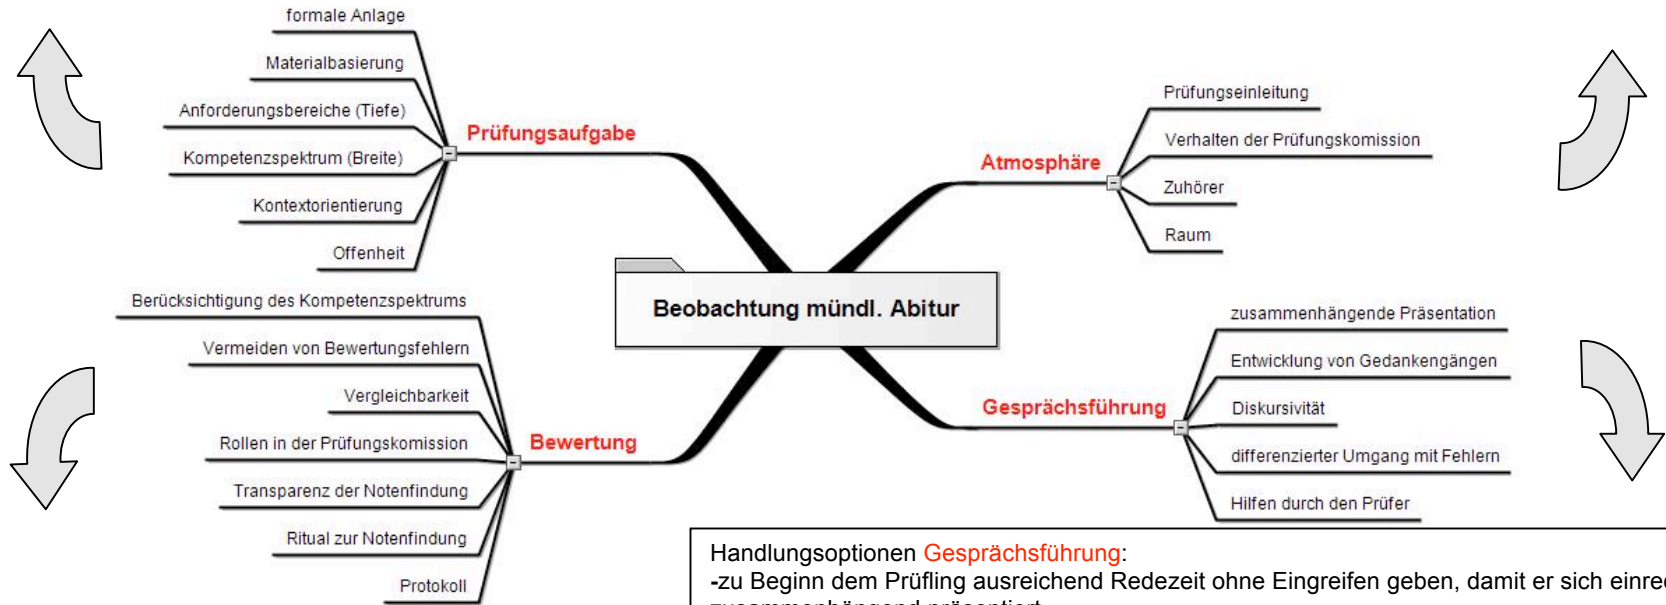 formale Anlage
Materialbasierung
Anforderungsbereiche (Tiefe)
Kompetenzspektrum (Breite)
Kontextorientierung
Offenheit
Prüfungsaufgabe
Prüfungseinleitung
Verhalten der Prüfungskomission
Zuhörer
Raum
Atmosphäre
Beobachtung mündl. Abitur
Berücksichtigung des Kompetenzspektrums
Vermeiden von Bewertungsfehlern
Vergleichbarkeit
Rollen in der Prüfungskomission
Transparenz der Notenfindung
Ritual zur Notenfindung
Protokoll
Bewertung
zusammenhängende Präsentation
Entwicklung von Gedankengängen
Diskursivität
differenzierter Umgang mit Fehlern
Hilfen durch den Prüfer
Gesprächsführung
Handlungsoptionen Gesprächsführung:
-zu Beginn dem Prüfling ausreichend Redezeit ohne Eingreifen geben, damit er sich